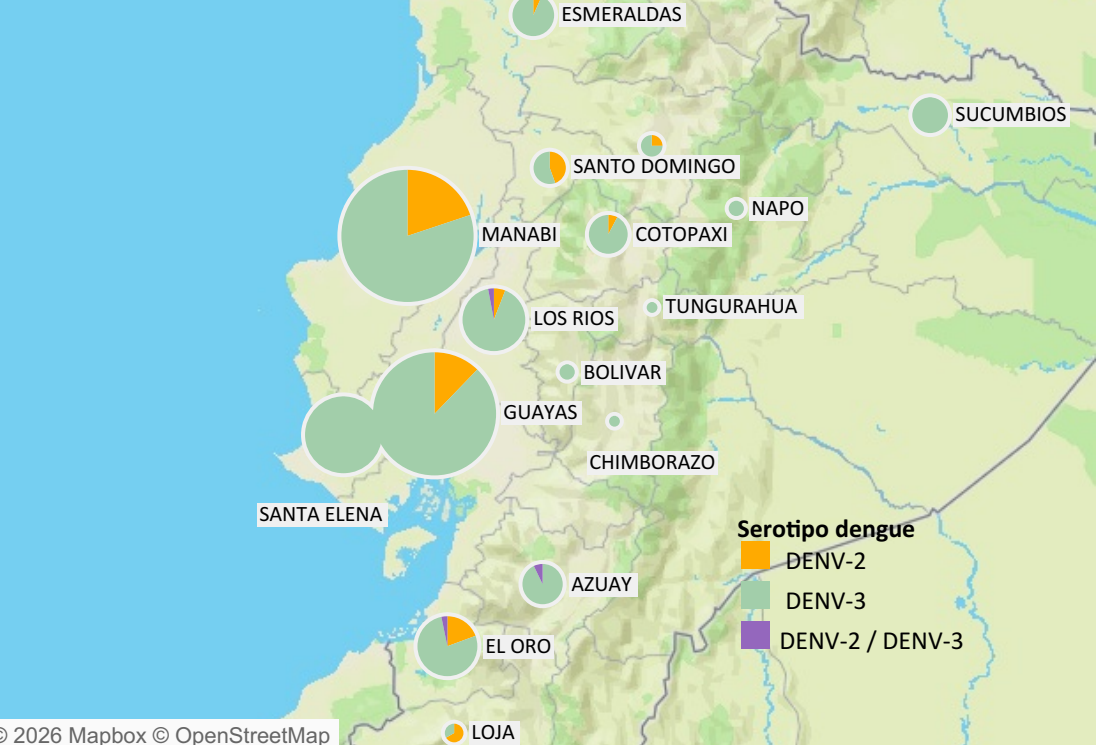 ESMERALDAS
SUCUMBIOS
SANTO DOMINGO
NAPO
MANABI
COTOPAXI
TUNGURAHUA
LOS RIOS
BOLIVAR
GUAYAS
CHIMBORAZO
SANTA ELENA
Serotipo dengue
DENV-2
AZUAY
DENV-3
DENV-2 / DENV-3
EL ORO
LOJA
© 2026 Mapbox © OpenStreetMap